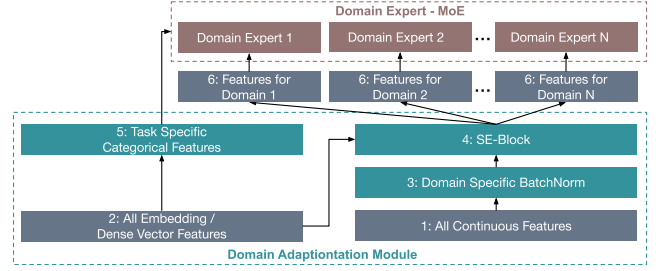 Domain Expert - MoE
Domain Expert 1
Domain Expert 2
...
Domain Expert N
6: Features for
Domain 1
6: Features for
Domain 2
...
6: Features for
Domain N
5: Task Specific
Categorical Features
4: SE-Block
3: Domain Specific BatchNorm
2: All Embedding /
Dense Vector Features
1: All Continuous Features
Domain Adaptiontation Module